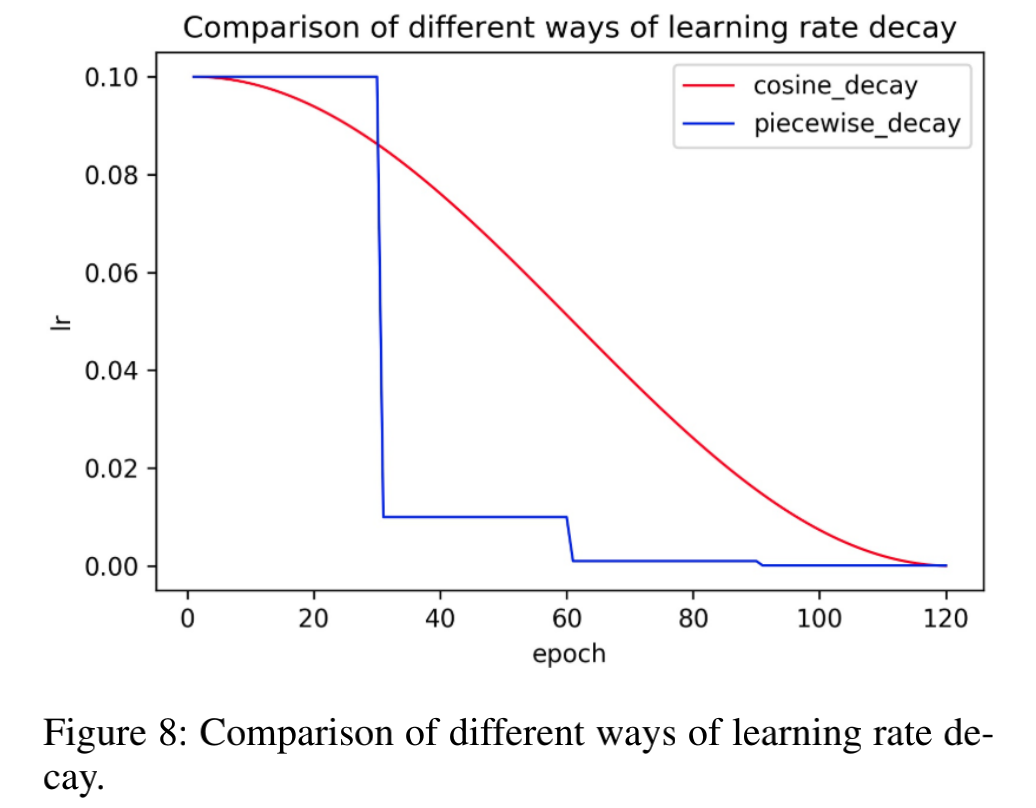 Comparison of different ways of learning rate decay
cosine_decay
piecewise_decay
0.10
0.08
0.06
0.04
0.02
0.00
lr
0 20 40 60 80 100 120
epoch
Figure 8: Comparison of different ways of learning rate de-
cay.